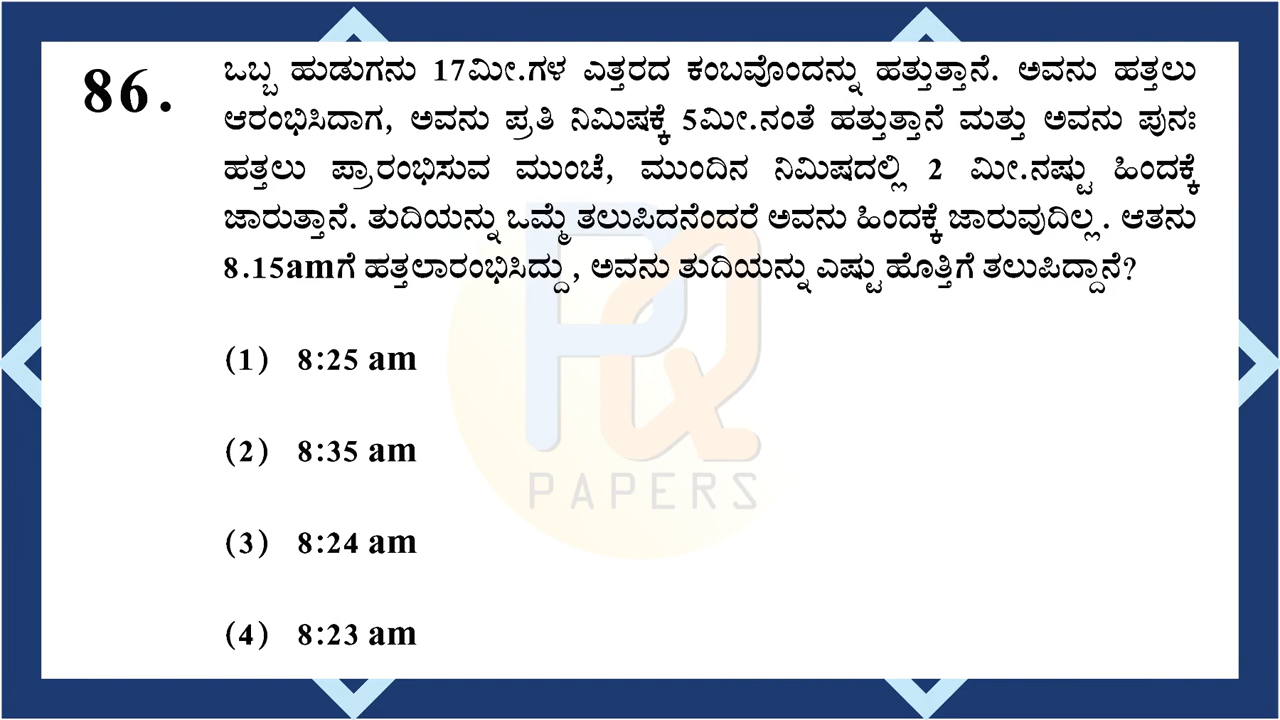 86.
ಒಬ್ಬ ಹುಡುಗನು 17ಮೀ.ಗಳ ಎತ್ತರದ ಕಂಬವೊಂದನ್ನು ಹತ್ತುತ್ತಾನೆ. ಅವನು ಹತ್ತಲು
ಆರಂಭಿಸಿದಾಗ, ಅವನು ಪ್ರತಿ ನಿಮಿಷಕ್ಕೆ 5ಮೀ.ನಂತೆ ಹತ್ತುತ್ತಾನೆ ಮತ್ತು ಅವನು ಪುನಃ
ಹತ್ತಲು ಪ್ರಾರಂಭಿಸುವ ಮುಂಚೆ, ಮುಂದಿನ ನಿಮಿಷದಲ್ಲಿ 2 ಮೀ.ನಷ್ಟು ಹಿಂದಕ್ಕೆ
ಜಾರುತ್ತಾನೆ. ತುದಿಯನ್ನು ಒಮ್ಮೆ ತಲುಪಿದನೆಂದರೆ ಅವನು ಹಿಂದಕ್ಕೆ ಜಾರುವುದಿಲ್ಲ. ಆತನು
8.15amಗೆ ಹತ್ತಲಾರಂಭಿಸಿದ್ದು, ಅವನು ತುದಿಯನ್ನು ಎಷ್ಟು ಹೊತ್ತಿಗೆ ತಲುಪಿದ್ದಾನೆ?
(1) 8:25 am
(2) 8:35 am
(3) 8:24 am
(4) 8:23 am
PQ
PAPERS